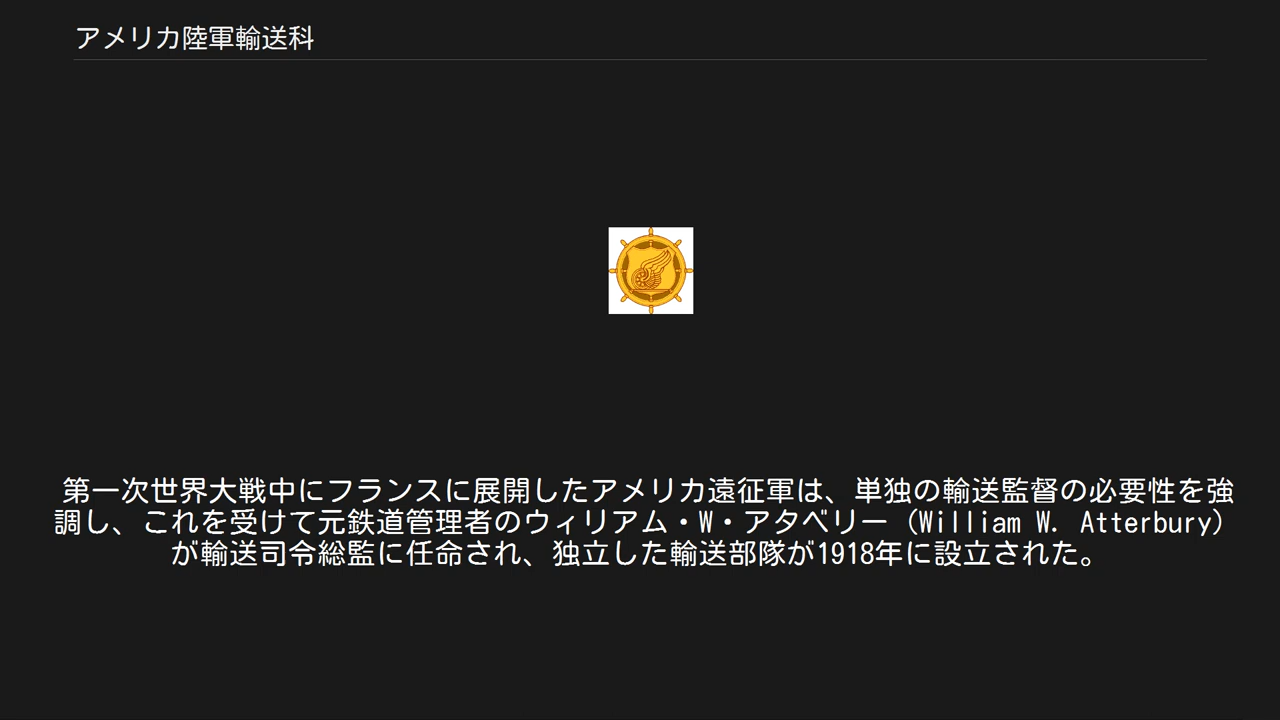 アメリカ陸軍輸送科
第一次世界大戦中にフランスに展開したアメリカ遠征軍は、単独の輸送監督の必要性を強
調し、これを受けて元鉄道管理者のウィリアム・W・アタベリー（William W. Atterbury）
が輸送司令総監に任命され、独立した輸送部隊が1918年に設立された。